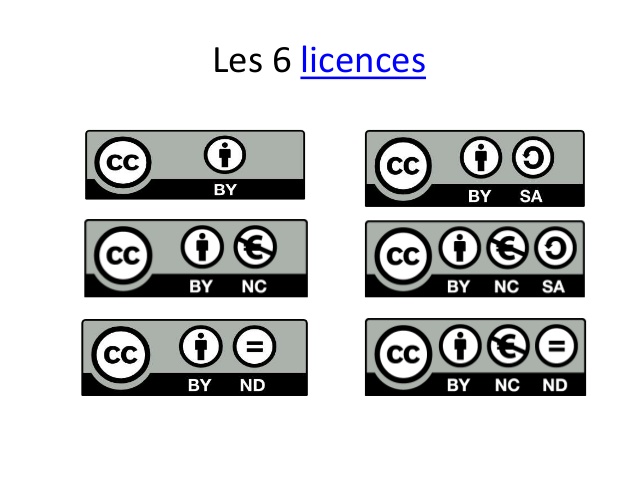 Les 6 licences
CC BY
CC BY SA
CC € BY NC
CC € BY NC SA
CC = BY ND
CC € = BY NC ND